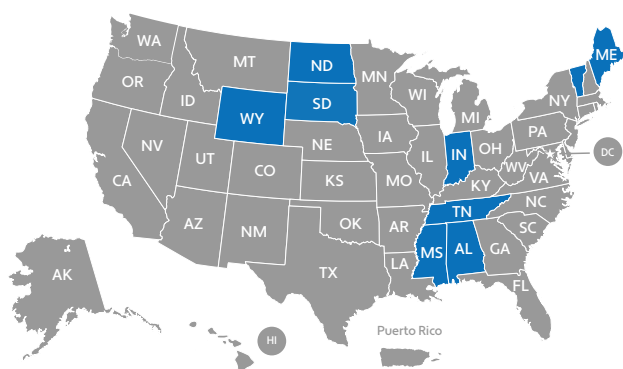 WA
MT
ND
MN
ME
OR
ID
SD
WI
NY
WY
MI
NE
IA
PA
NV
UT
IL
IN
OH
DC
CO
WV
VA
CA
KS
MO
KY
NC
TN
AZ
NM
OK
AR
SC
MS
AL
GA
LA
TX
AK
FL
HI
Puerto Rico